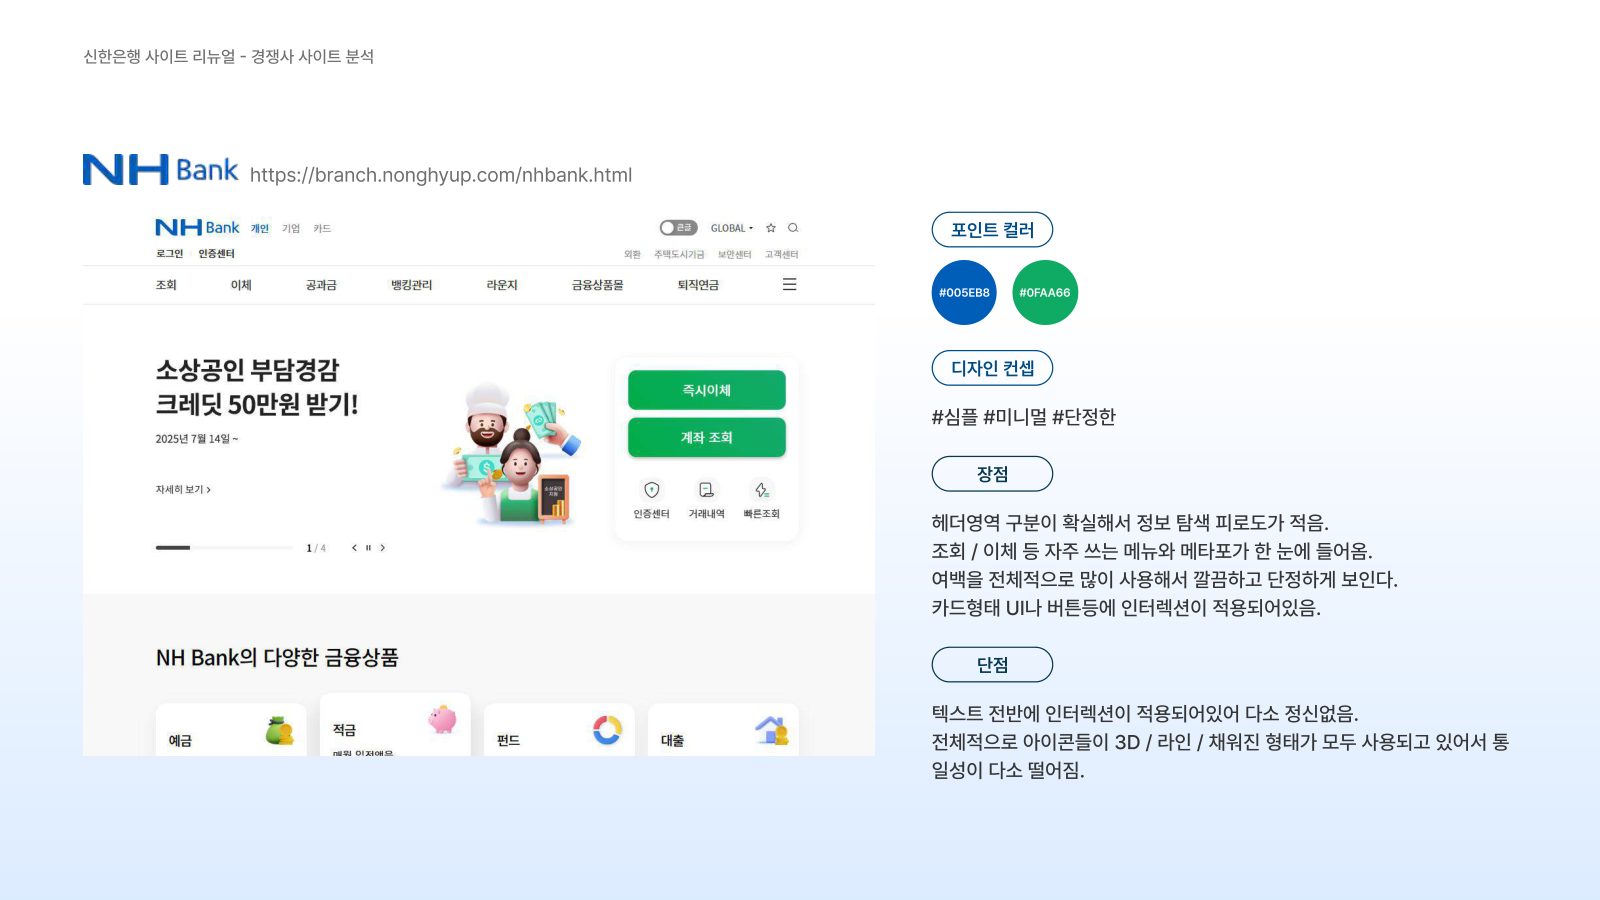 신한은행 사이트 리뉴얼 - 경쟁사 사이트 분석
NH Bank https://branch.nonghyup.com/nhbank.html
NH Bank 개인 기업 카드 큰글 GLOBAL
로그인 인증센터 외환 주택도시기금 보안센터 고객센터
조회 이체 공과금 뱅킹관리 라운지 금융상품몰 퇴직연금
소상공인 부담경감
크레딧 50만원 받기!
2025년 7월 14일 ~
자세히 보기 >
1 / 4
소상공인
지원
즉시이체
계좌 조회
인증센터 거래내역 빠른조회
NH Bank의 다양한 금융상품
예금
적금
매월 일정액을
펀드
대출
포인트 컬러
#005EB8 #0FAA66
디자인 컨셉
#심플 #미니멀 #단정한
장점
헤더영역 구분이 확실해서 정보 탐색 피로도가 적음.
조회 / 이체 등 자주 쓰는 메뉴와 메타포가 한 눈에 들어옴.
여백을 전체적으로 많이 사용해서 깔끔하고 단정하게 보인다.
카드형태 UI나 버튼등에 인터렉션이 적용되어있음.
단점
텍스트 전반에 인터렉션이 적용되어있어 다소 정신없음.
전체적으로 아이콘들이 3D / 라인 / 채워진 형태가 모두 사용되고 있어서 통
일성이 다소 떨어짐.